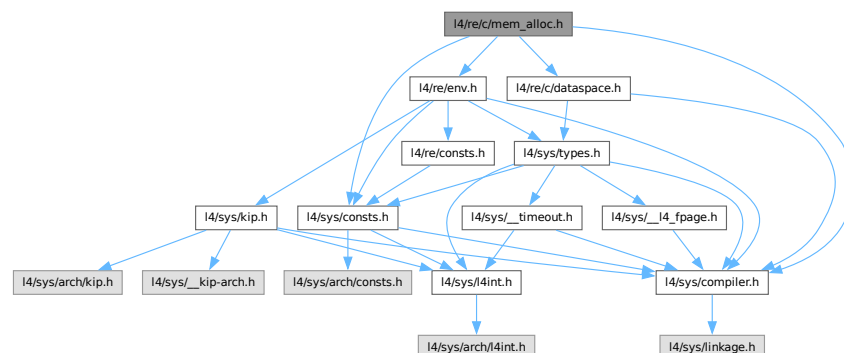 l4/re/c/mem_alloc.h
l4/re/env.h
l4/re/c/dataspace.h
l4/re/consts.h
l4/sys/types.h
l4/sys/kip.h
l4/sys/consts.h
l4/sys/__timeout.h
l4/sys/__l4_fpage.h
l4/sys/arch/kip.h
l4/sys/__kip-arch.h
l4/sys/arch/consts.h
l4/sys/l4int.h
l4/sys/compiler.h
l4/sys/arch/l4int.h
l4/sys/linkage.h